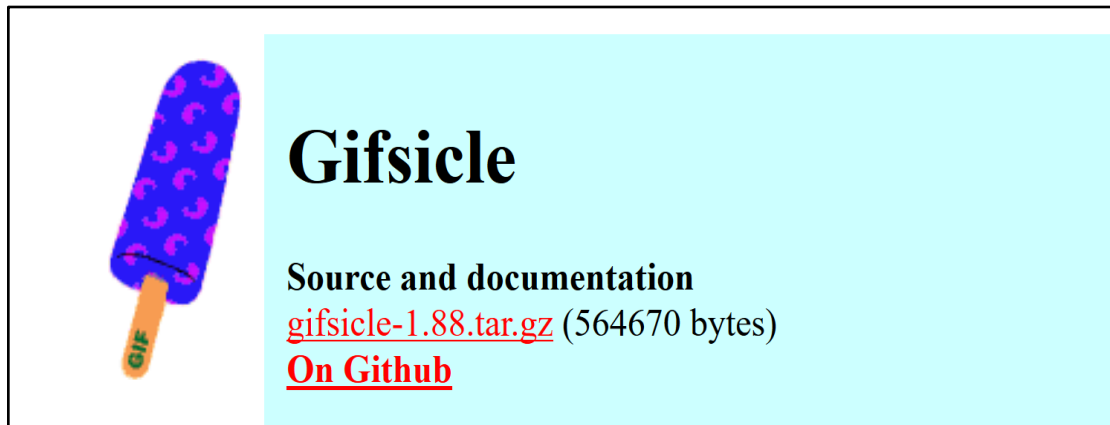 Gifsicle
Source and documentation
gifsicle-1.88.tar.gz (564670 bytes)
On Github
GIF